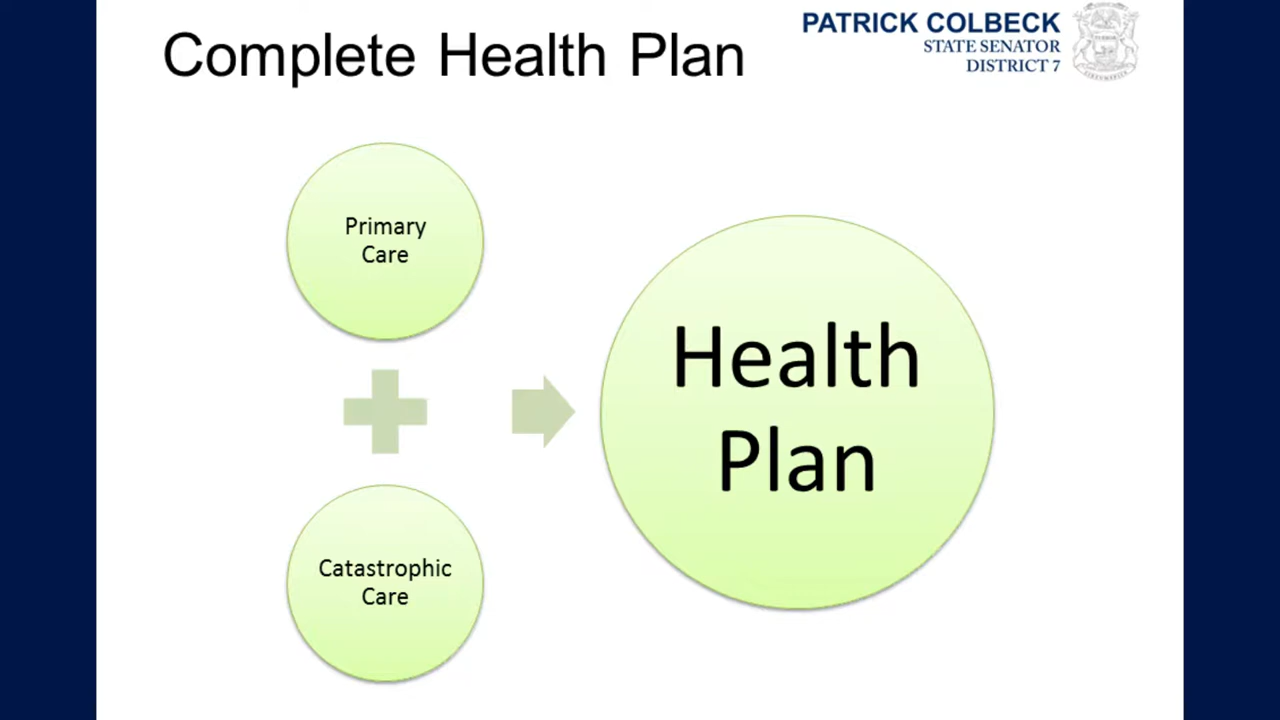 Complete Health Plan
PATRICK COLBECK
STATE SENATOR
DISTRICT 7
Primary
Care
Catastrophic
Care
Health
Plan